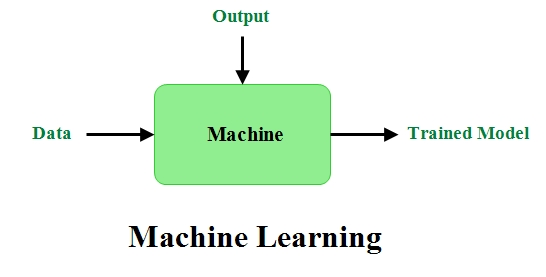 Output
Data
Machine
Trained Model
Machine Learning